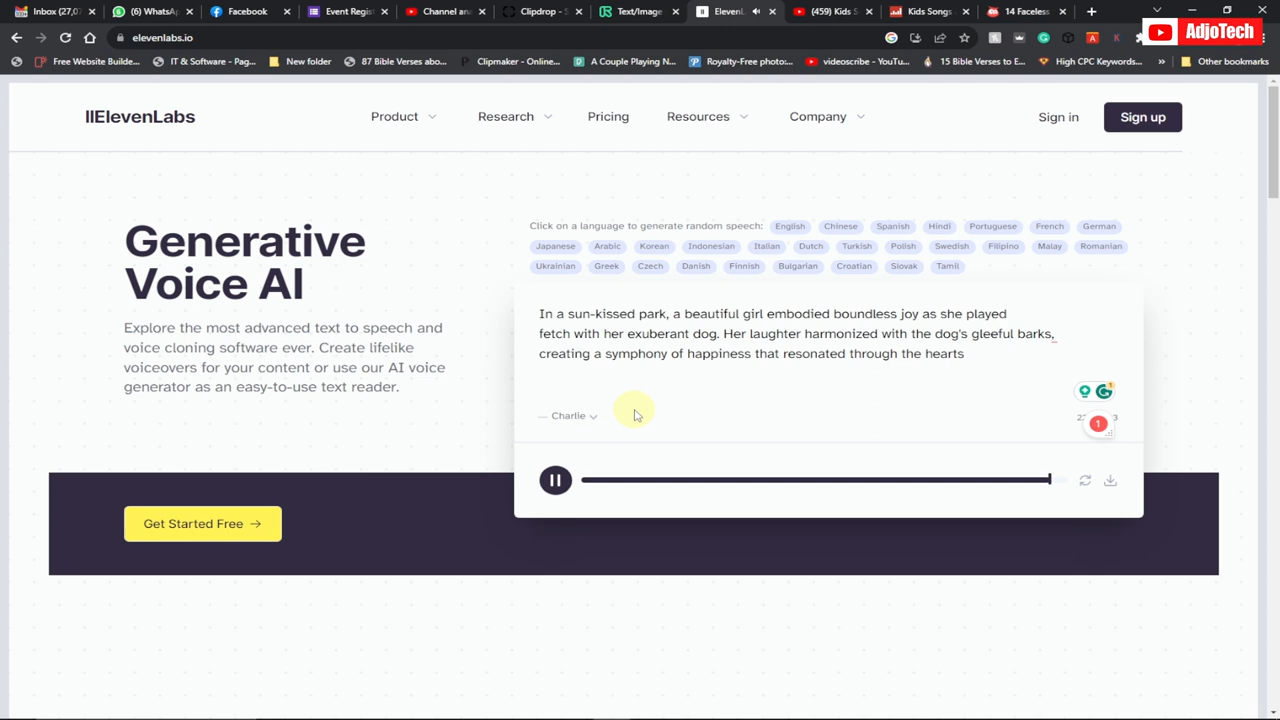 Inbox (27,07
(6) WhatsA
Facebook
Event Regi
Channel an
Clipdrop - S
Text/Image
ElevenL
(59) Kids S
Kids Songs
14 Faceless
AdjoTech
elevenlabs.io
Free Website Builde...
IT & Software - Pag...
New folder
87 Bible Verses abo...
Clipmaker - Online...
A Couple Playing N...
Royalty-Free photo:...
videoscribe - YouTu...
15 Bible Verses to E...
High CPC Keywords...
Other bookmarks
IIElevenLabs
Product
Research
Pricing
Resources
Company
Sign in
Sign up
Generative
Voice AI
Explore the most advanced text to speech and
voice cloning software ever. Create lifelike
voiceovers for your content or use our AI voice
generator as an easy-to-use text reader.
Get Started Free →
Click on a language to generate random speech: English Chinese Spanish Hindi Portuguese French German
Japanese Arabic Korean Indonesian Italian Dutch Turkish Polish Swedish Filipino Malay Romanian
Ukrainian Greek Czech Danish Finnish Bulgarian Croatian Slovak Tamil
In a sun-kissed park, a beautiful girl embodied boundless joy as she played
fetch with her exuberant dog. Her laughter harmonized with the dog's gleeful barks,
creating a symphony of happiness that resonated through the hearts
— Charlie
1